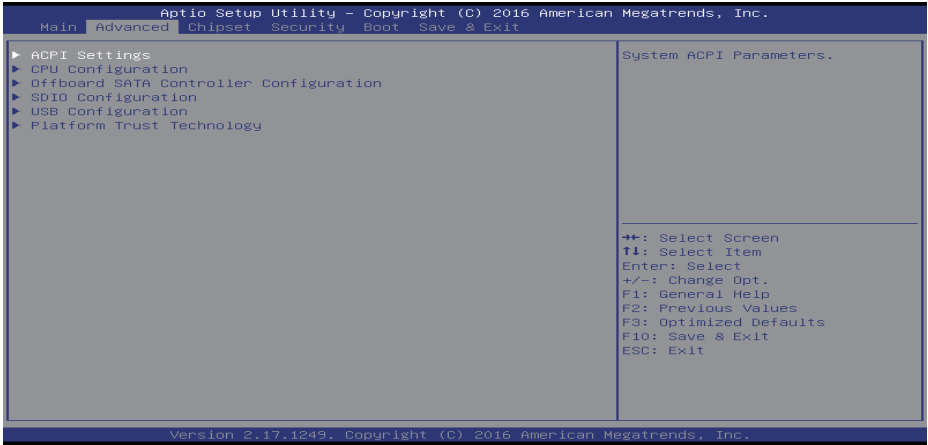 Aptio Setup Utility – Copyright (C) 2016 American Megatrends, Inc.
Main Advanced Chipset Security Boot Save & Exit
▶ ACPI Settings
▶ CPU Configuration
▶ Offboard SATA Controller Configuration
▶ SDIO Configuration
▶ USB Configuration
▶ Platform Trust Technology
System ACPI Parameters.
→←: Select Screen
↑↓: Select Item
Enter: Select
+/-: Change Opt.
F1: General Help
F2: Previous Values
F3: Optimized Defaults
F10: Save & Exit
ESC: Exit
Version 2.17.1249. Copyright (C) 2016 American Megatrends, Inc.